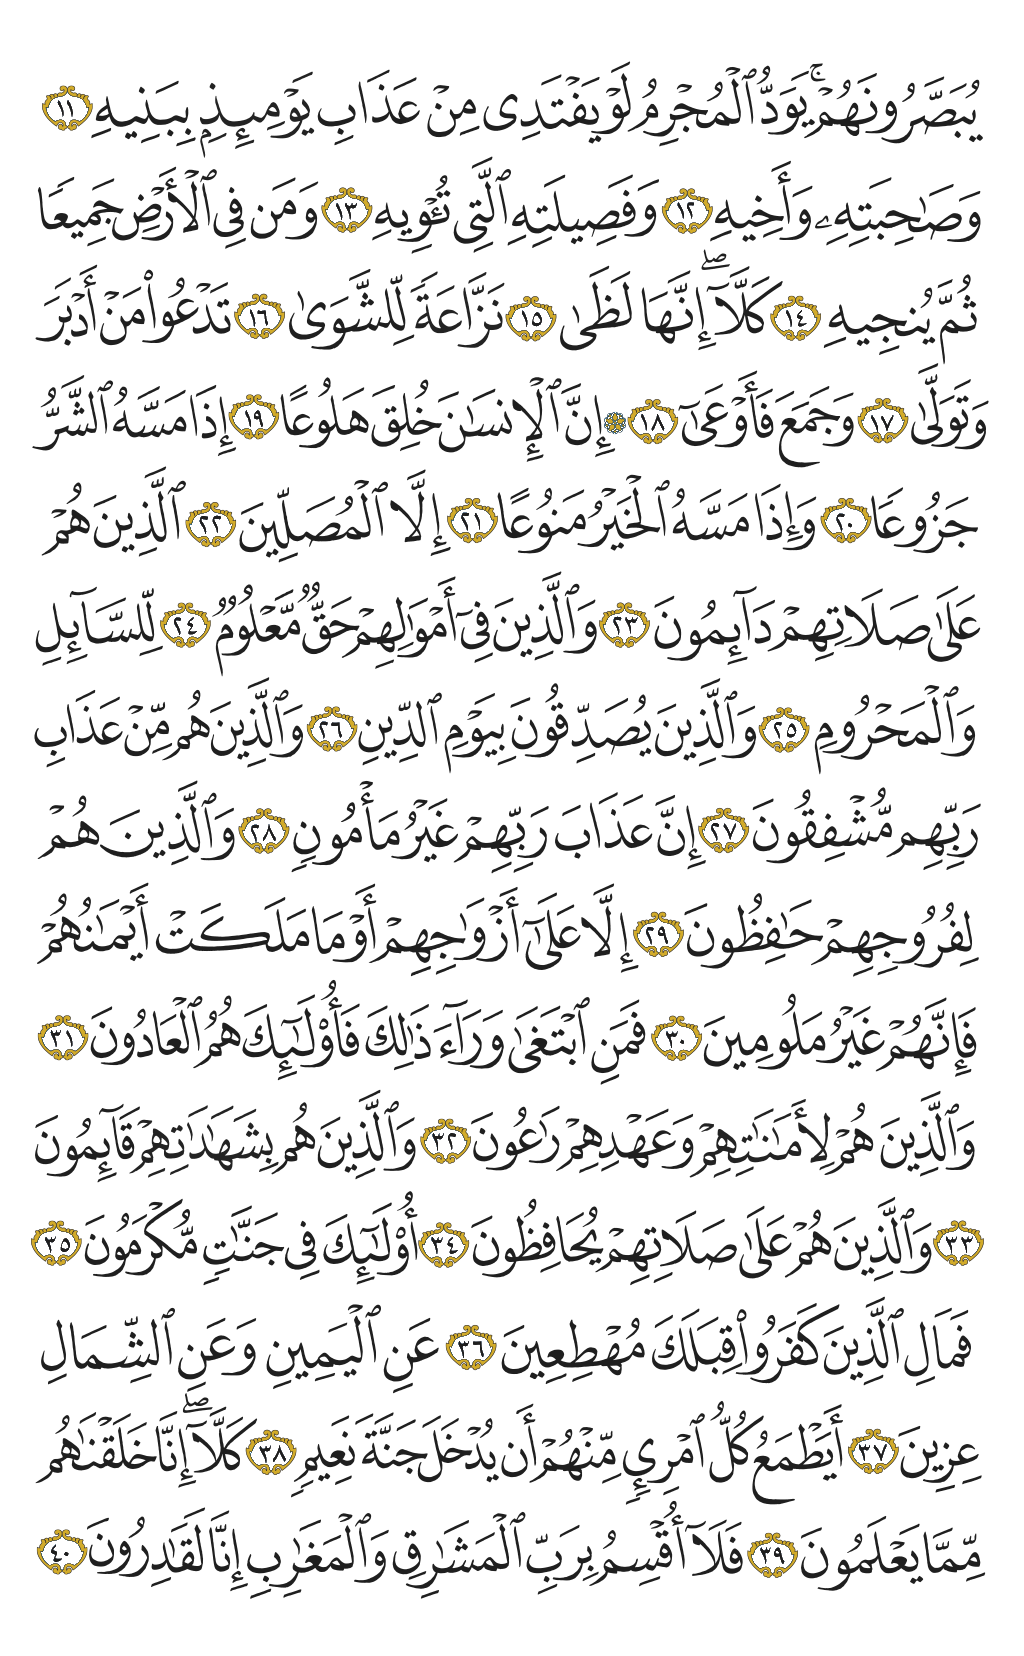 يُبَصَّرُونَهُمْۚ يَوَدُّ ٱلْمُجْرِمُ لَوْ يَفْتَدِى مِنْ عَذَابِ يَوْمِئِذٍۭ بِبَنِيهِ ١١
وَصَٰحِبَتِهِۦ وَأَخِيهِ ١٢ وَفَصِيلَتِهِ ٱلَّتِى تُـْٔوِيهِ ١٣ وَمَن فِى ٱلْأَرْضِ جَمِيعًا
ثُمَّ يُنجِيهِ ١٤ كَلَّآۖ إِنَّهَا لَظَىٰ ١٥ نَزَّاعَةً لِّلشَّوَىٰ ١٦ تَدْعُوا۟ مَنْ أَدْبَرَ
وَتَوَلَّىٰ ١٧ وَجَمَعَ فَأَوْعَىٰٓ ١٨ ۞ إِنَّ ٱلْإِنسَٰنَ خُلِقَ هَلُوعًا ١٩ إِذَا مَسَّهُ ٱلشَّرُّ
جَزُوعًا ٢٠ وَإِذَا مَسَّهُ ٱلْخَيْرُ مَنُوعًا ٢١ إِلَّا ٱلْمُصَلِّينَ ٢٢ ٱلَّذِينَ هُمْ
عَلَىٰ صَلَاتِهِمْ دَآئِمُونَ ٢٣ وَٱلَّذِينَ فِىٓ أَمْوَٰلِهِمْ حَقٌّ مَّعْلُومٌ ٢٤ لِّلسَّآئِلِ
وَٱلْمَحْرُومِ ٢٥ وَٱلَّذِينَ يُصَدِّقُونَ بِيَوْمِ ٱلدِّينِ ٢٦ وَٱلَّذِينَ هُم مِّنْ عَذَابِ
رَبِّهِم مُّشْفِقُونَ ٢٧ إِنَّ عَذَابَ رَبِّهِمْ غَيْرُ مَأْمُونٍ ٢٨ وَٱلَّذِينَ هُمْ
لِفُرُوجِهِمْ حَٰفِظُونَ ٢٩ إِلَّا عَلَىٰٓ أَزْوَٰجِهِمْ أَوْ مَا مَلَكَتْ أَيْمَٰنُهُمْ
فَإِنَّهُمْ غَيْرُ مَلُومِينَ ٣٠ فَمَنِ ٱبْتَغَىٰ وَرَآءَ ذَٰلِكَ فَأُو۟لَٰٓئِكَ هُمُ ٱلْعَادُونَ ٣١
وَٱلَّذِينَ هُمْ لِأَمَٰنَٰتِهِمْ وَعَهْدِهِمْ رَٰعُونَ ٣٢ وَٱلَّذِينَ هُم بِشَهَٰدَٰتِهِمْ قَآئِمُونَ
٣٣ وَٱلَّذِينَ هُمْ عَلَىٰ صَلَاتِهِمْ يُحَافِظُونَ ٣٤ أُو۟لَٰٓئِكَ فِى جَنَّٰتٍ مُّكْرَمُونَ ٣٥
فَمَالِ ٱلَّذِينَ كَفَرُوا۟ قِبَلَكَ مُهْطِعِينَ ٣٦ عَنِ ٱلْيَمِينِ وَعَنِ ٱلشِّمَالِ
عِزِينَ ٣٧ أَيَطْمَعُ كُلُّ ٱمْرِئٍ مِّنْهُمْ أَن يُدْخَلَ جَنَّةَ نَعِيمٍ ٣٨ كَلَّآۖ إِنَّا خَلَقْنَٰهُم
مِّمَّا يَعْلَمُونَ ٣٩ فَلَآ أُقْسِمُ بِرَبِّ ٱلْمَشَٰرِقِ وَٱلْمَغَٰرِبِ إِنَّا لَقَٰدِرُونَ ٤٠